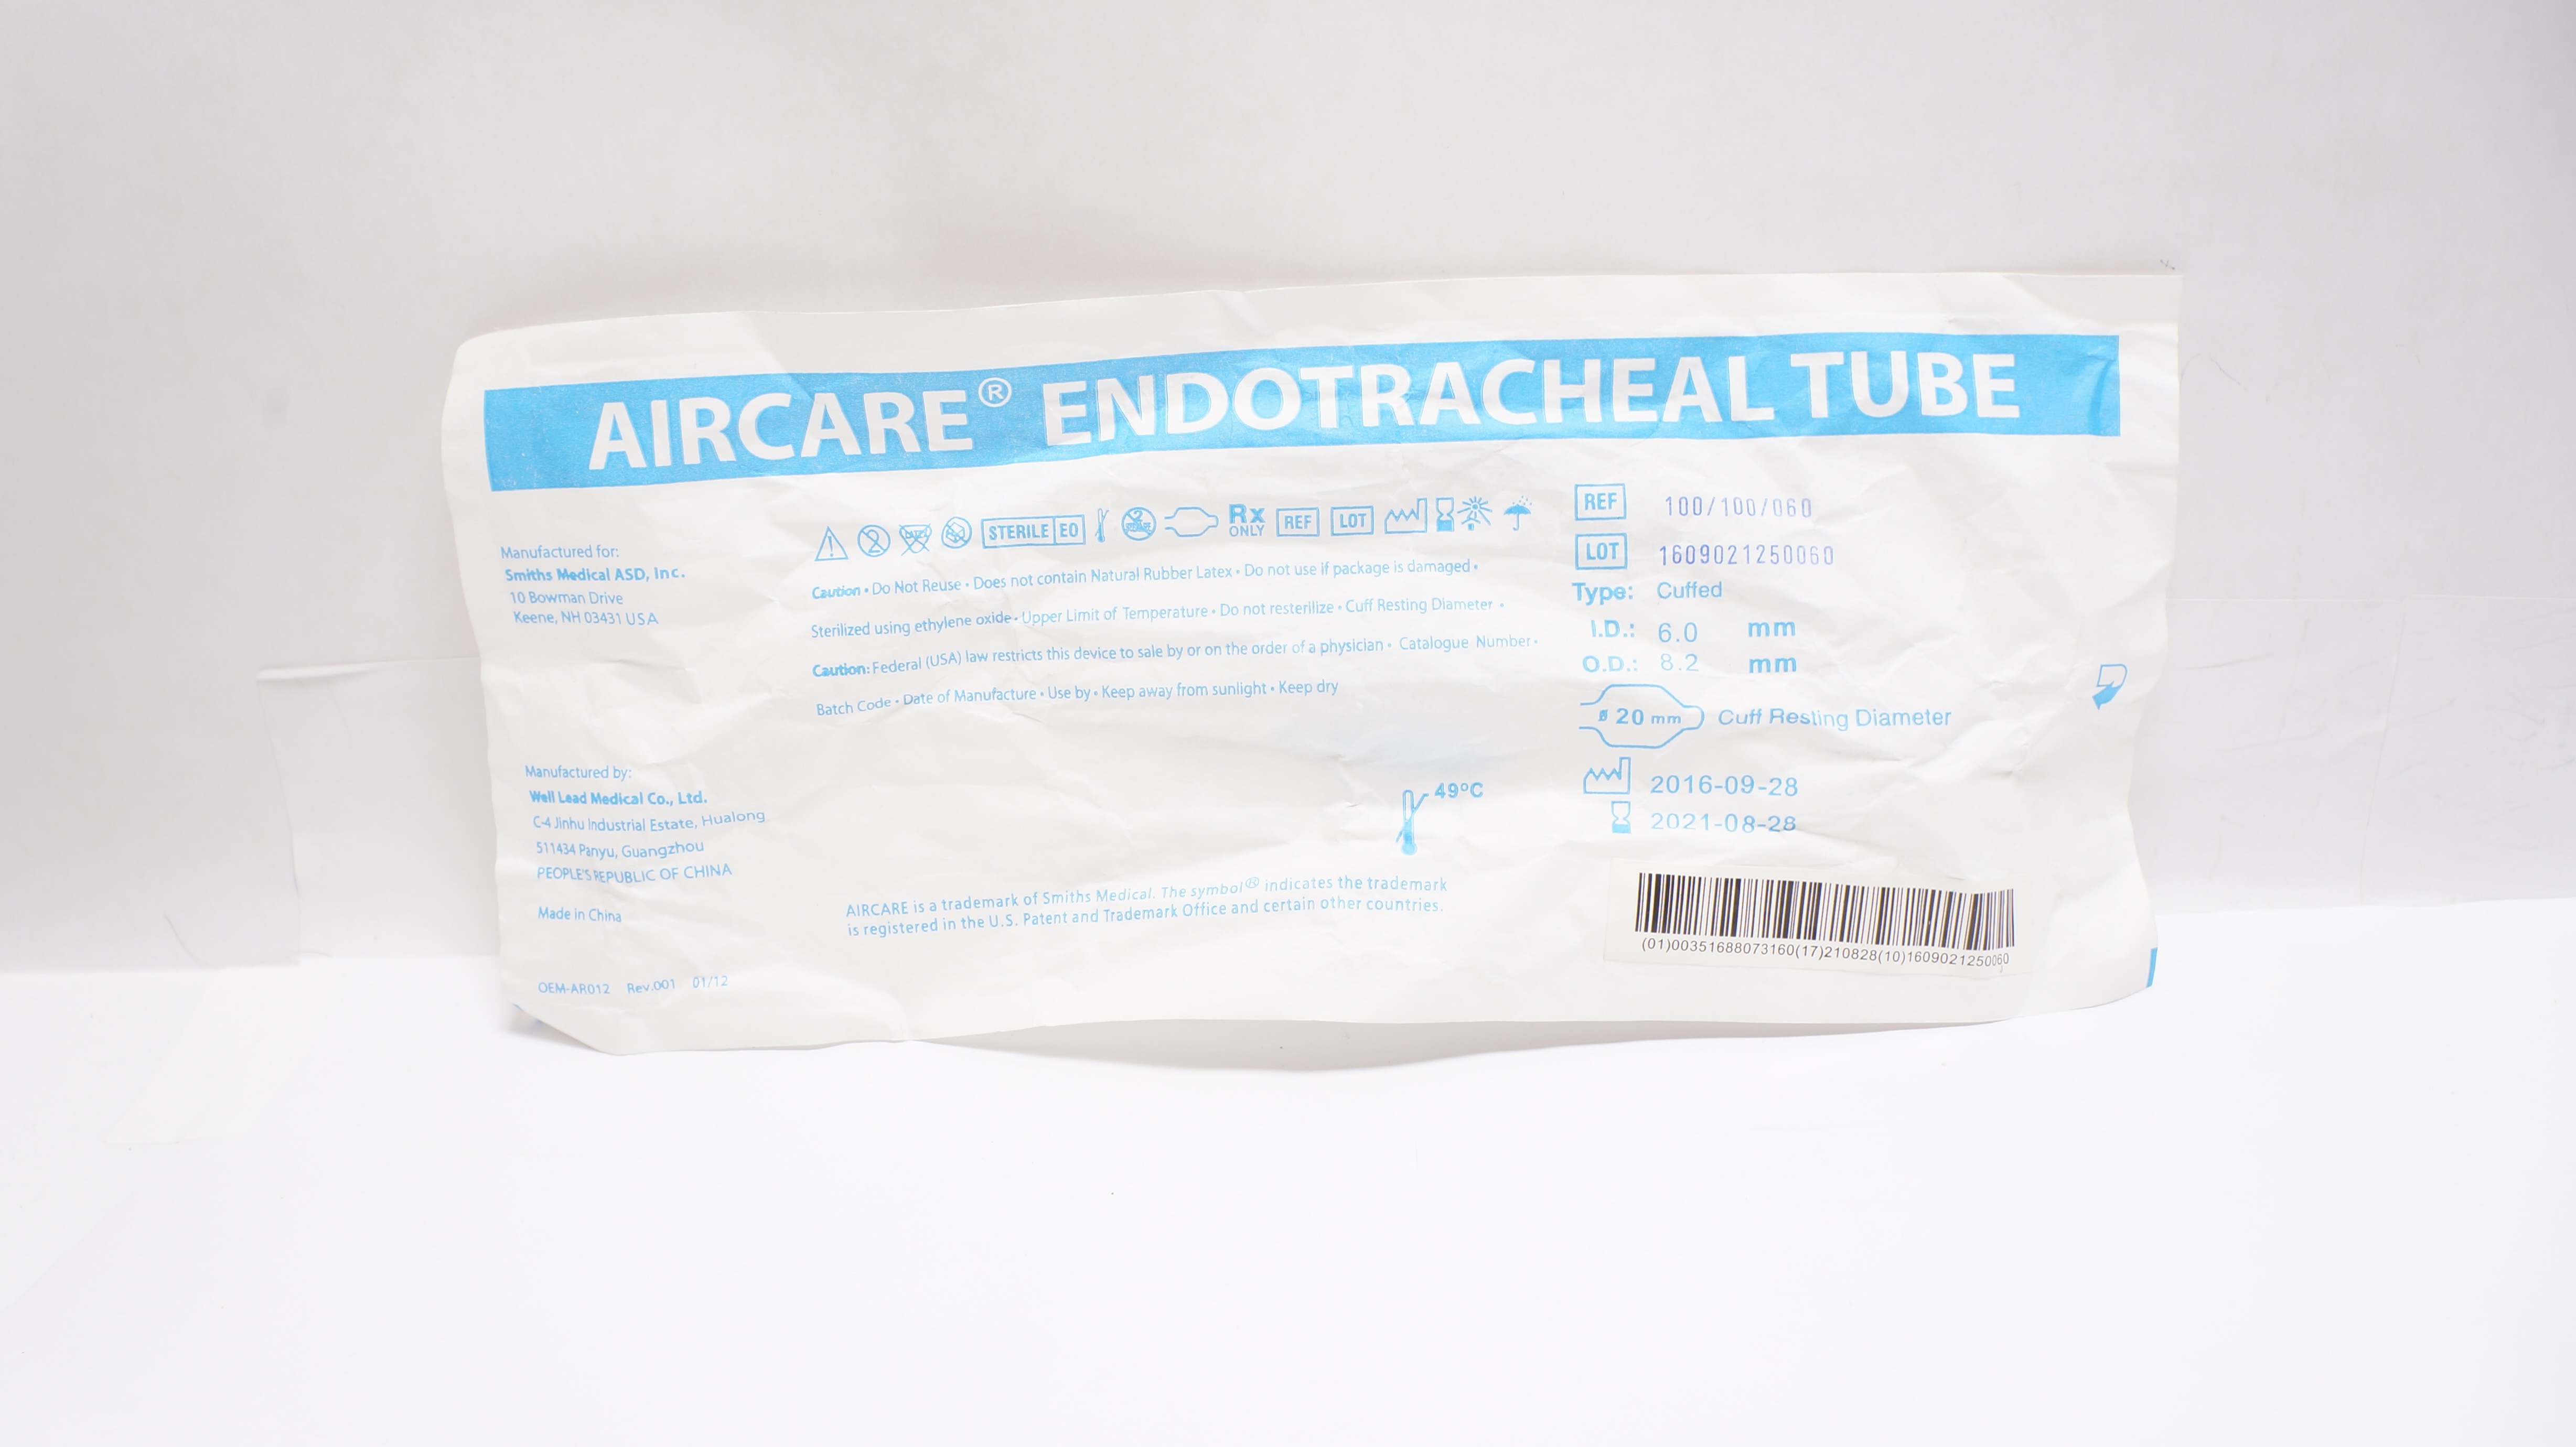 AIRCARE® ENDOTRACHEAL TUBE
Manufactured for:
Smiths Medical ASD, Inc.
10 Bowman Drive
Keene, NH 03431 USA
Manufactured by:
Well Lead Medical Co., Ltd.
C-4 Jinhu Industrial Estate, Hualong
511434 Panyu, Guangzhou
PEOPLE'S REPUBLIC OF CHINA
Made in China
OEM-AR012 Rev.001 01/12
2 LATEX STERILE EO 2 STERILIZE Rx ONLY REF LOT
Caution • Do Not Reuse • Does not contain Natural Rubber Latex • Do not use if package is damaged •
Sterilized using ethylene oxide • Upper Limit of Temperature • Do not resterilize • Cuff Resting Diameter •
Caution: Federal (USA) law restricts this device to sale by or on the order of a physician • Catalogue Number •
Batch Code • Date of Manufacture • Use by • Keep away from sunlight • Keep dry
49°C
AIRCARE is a trademark of Smiths Medical. The symbol ® indicates the trademark
is registered in the U.S. Patent and Trademark Office and certain other countries.
REF 100/100/060
LOT 1609021250060
Type: Cuffed
I.D.: 6.0 mm
O.D.: 8.2 mm
ø 20 mm Cuff Resting Diameter
2016-09-28
2021-08-28
(01)00351688073160(17)210828(10)1609021250060